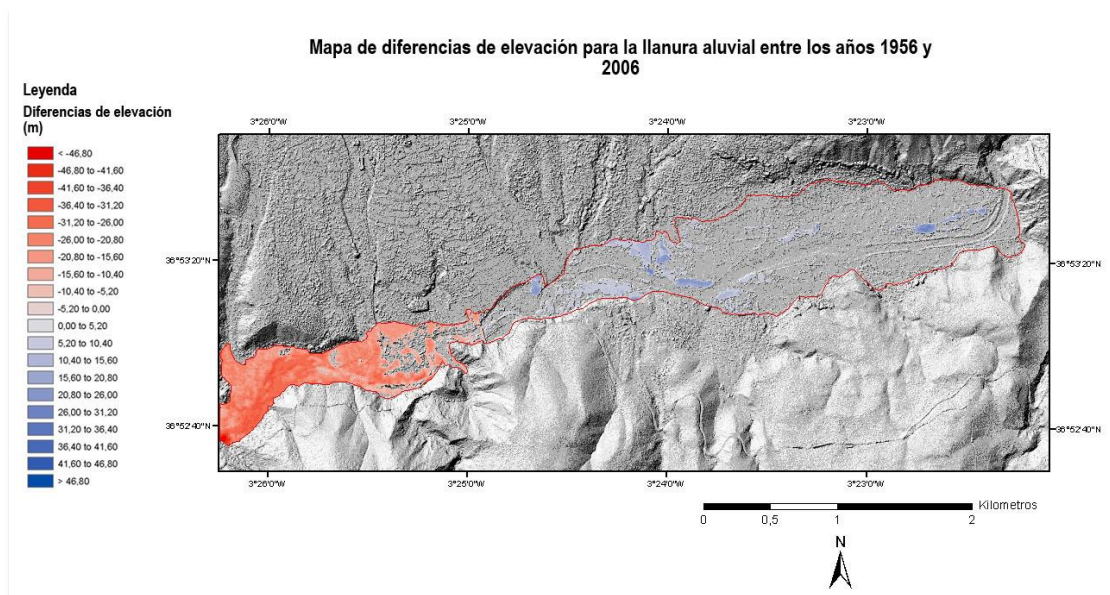 Mapa de diferencias de elevación para la llanura aluvial entre los años 1956 y
2006
Leyenda
Diferencias de elevación
(m)
< -46,80
-46,80 to -41,60
-41,60 to -36,40
-36,40 to -31,20
-31,20 to -26,00
-26,00 to -20,80
-20,80 to -15,60
-15,60 to -10,40
-10,40 to -5,20
-5,20 to 0,00
0,00 to 5,20
5,20 to 10,40
10,40 to 15,60
15,60 to 20,80
20,80 to 26,00
26,00 to 31,20
31,20 to 36,40
36,40 to 41,60
41,60 to 46,80
> 46,80
3°26'0"W 3°25'0"W 3°24'0"W 3°23'0"W
36°53'20"N 36°53'20"N
36°52'40"N 36°52'40"N
3°26'0"W 3°25'0"W 3°24'0"W 3°23'0"W
Kilometros
0 0,5 1 2
N